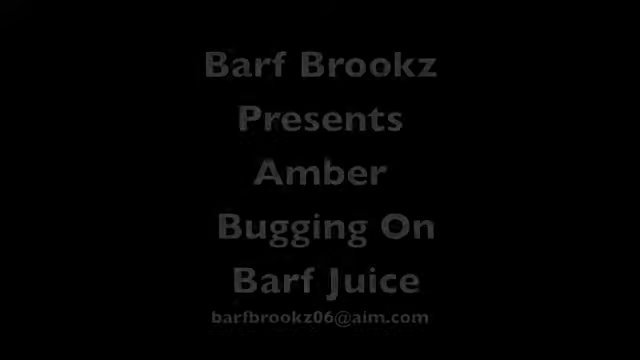 Barf Brookz
Presents
Amber
Bugging On
Barf Juice
barfbrookz06@aim.com